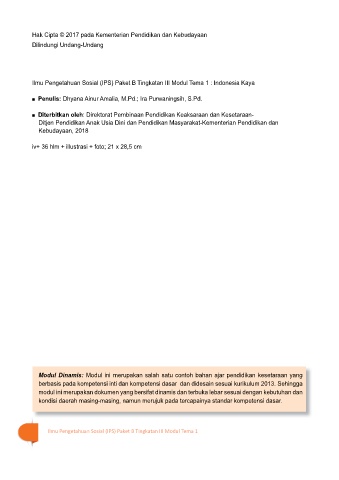 Hak Cipta © 2017 pada Kementerian Pendidikan dan Kebudayaan
Dilindungi Undang-Undang
Ilmu Pengetahuan Sosial (IPS) Paket B Tingkatan III Modul Tema 1 : Indonesia Kaya
■ Penulis: Dhyana Ainur Amalia, M.Pd.; Ira Purwaningsih, S.Pd.
■ Diterbitkan oleh: Direktorat Pembinaan Pendidikan Keaksaraan dan Kesetaraan-
Ditjen Pendidikan Anak Usia Dini dan Pendidikan Masyarakat-Kementerian Pendidikan dan
Kebudayaan, 2018
iv+ 36 hlm + illustrasi + foto; 21 x 28,5 cm
Modul Dinamis: Modul ini merupakan salah satu contoh bahan ajar pendidikan kesetaraan yang
berbasis pada kompetensi inti dan kompetensi dasar dan didesain sesuai kurikulum 2013. Sehingga
modul ini merupakan dokumen yang bersifat dinamis dan terbuka lebar sesuai dengan kebutuhan dan
kondisi daerah masing-masing, namun merujuk pada tercapainya standar kompetensi dasar.
Ilmu Pengetahuan Sosial (IPS) Paket B Tingkatan III Modul Tema 1